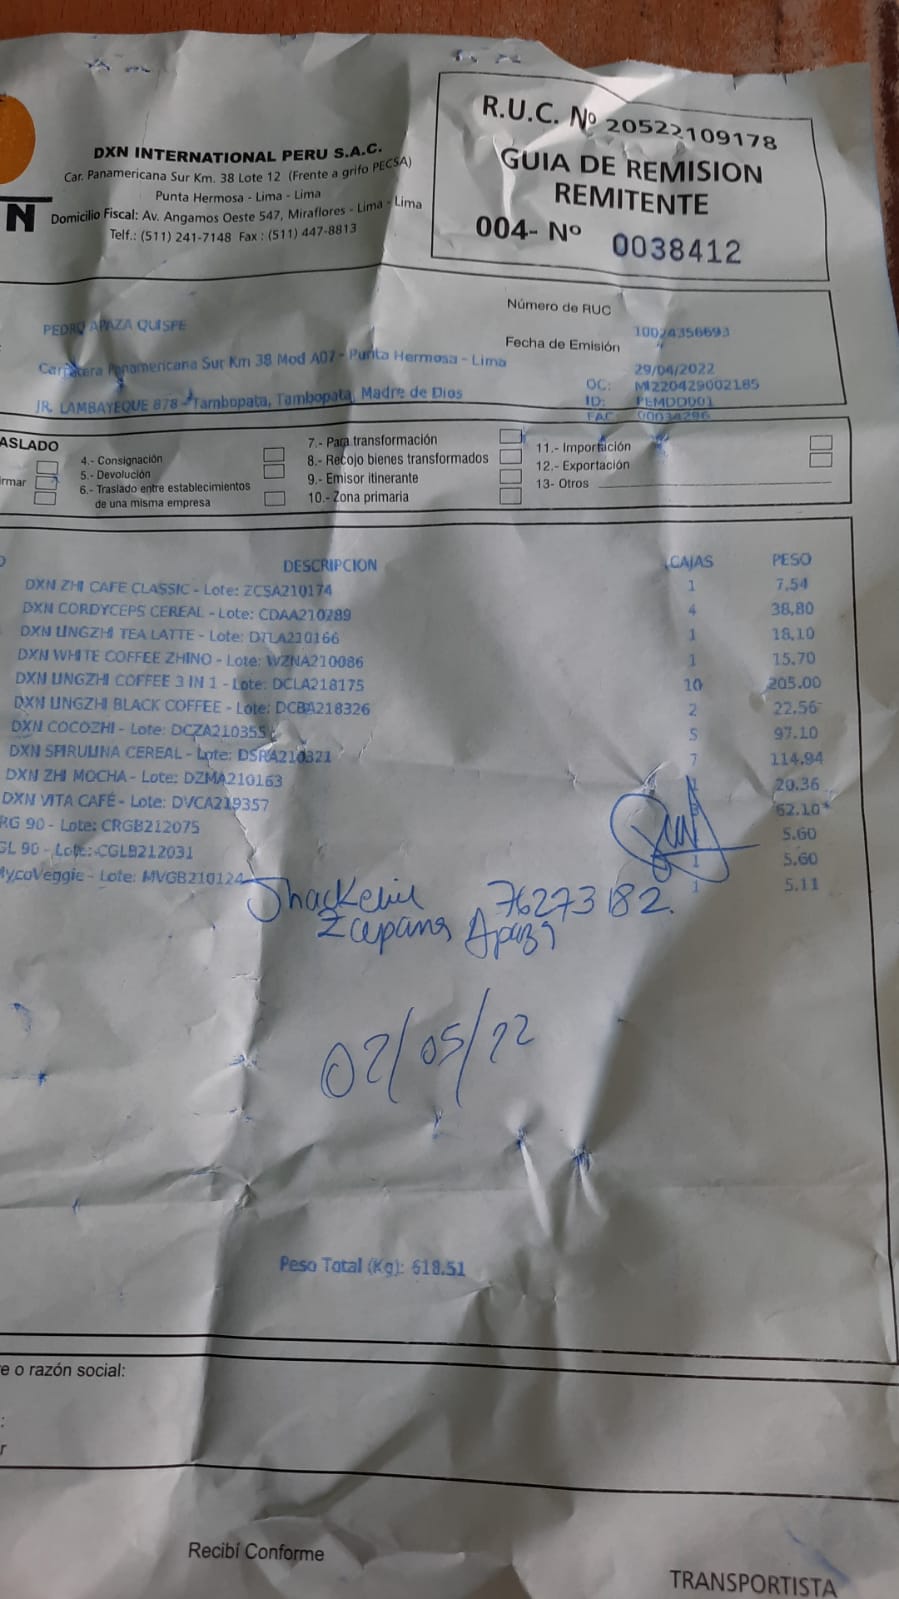 R.U.C. Nº 20522109178
GUIA DE REMISION
REMITENTE
004- Nº 0038412
N
DXN INTERNATIONAL PERU S.A.C.
Car. Panamericana Sur Km. 38 Lote 12 (Frente a grifo PECSA)
Punta Hermosa - Lima - Lima
Domicilio Fiscal: Av. Angamos Oeste 547, Miraflores - Lima - Lima
Telf.: (511) 241-7148 Fax : (511) 447-8813
PEDRO APAZA QUISPE
Carretera Panamericana Sur Km 38 Mod A07 - Punta Hermosa - Lima
JR. LAMBAYEQUE 878 - Tambopata, Tambopata, Madre de Dios
Número de RUC 10024356693
Fecha de Emisión 29/04/2022
OC: MI220429002185
ID: PEMDD001
FAC: 00034296
ASLADO
irmar
4.- Consignación
5.- Devolución
6.- Traslado entre establecimientos
de una misma empresa
7.- Para transformación
8.- Recojo bienes transformados
9.- Emisor itinerante
10.- Zona primaria
11.- Importación
12.- Exportación
13- Otros
DESCRIPCION CAJAS PESO
DXN ZHI CAFE CLASSIC - Lote: ZCSA210174 1 7,54
DXN CORDYCEPS CEREAL - Lote: CDAA210289 4 38,80
DXN LINGZHI TEA LATTE - Lote: DTLA210166 1 18,10
DXN WHITE COFFEE ZHINO - Lote: WZNA210086 1 15.70
DXN LINGZHI COFFEE 3 IN 1 - Lote: DCLA218175 10 205.00
DXN LINGZHI BLACK COFFEE - Lote: DCBA218326 2 22.56
DXN COCOZHI - Lote: DCZA210355 5 97.10
DXN SPIRULINA CEREAL - Lote: DSRA210321 7 114.94
DXN ZHI MOCHA - Lote: DZMA210163 20.36
DXN VITA CAFÉ - Lote: DVCA219357 62.10
RG 90 - Lote: CRGB212075 5.60
GL 90 - Lote: CGLB212031 1 5.60
MycoVeggie - Lote: MVGB210124 1 5.11
76273182.
Zapana Apaza
02/05/22
Peso Total (Kg): 618.51
e o razón social:
:
r
Recibí Conforme
TRANSPORTISTA